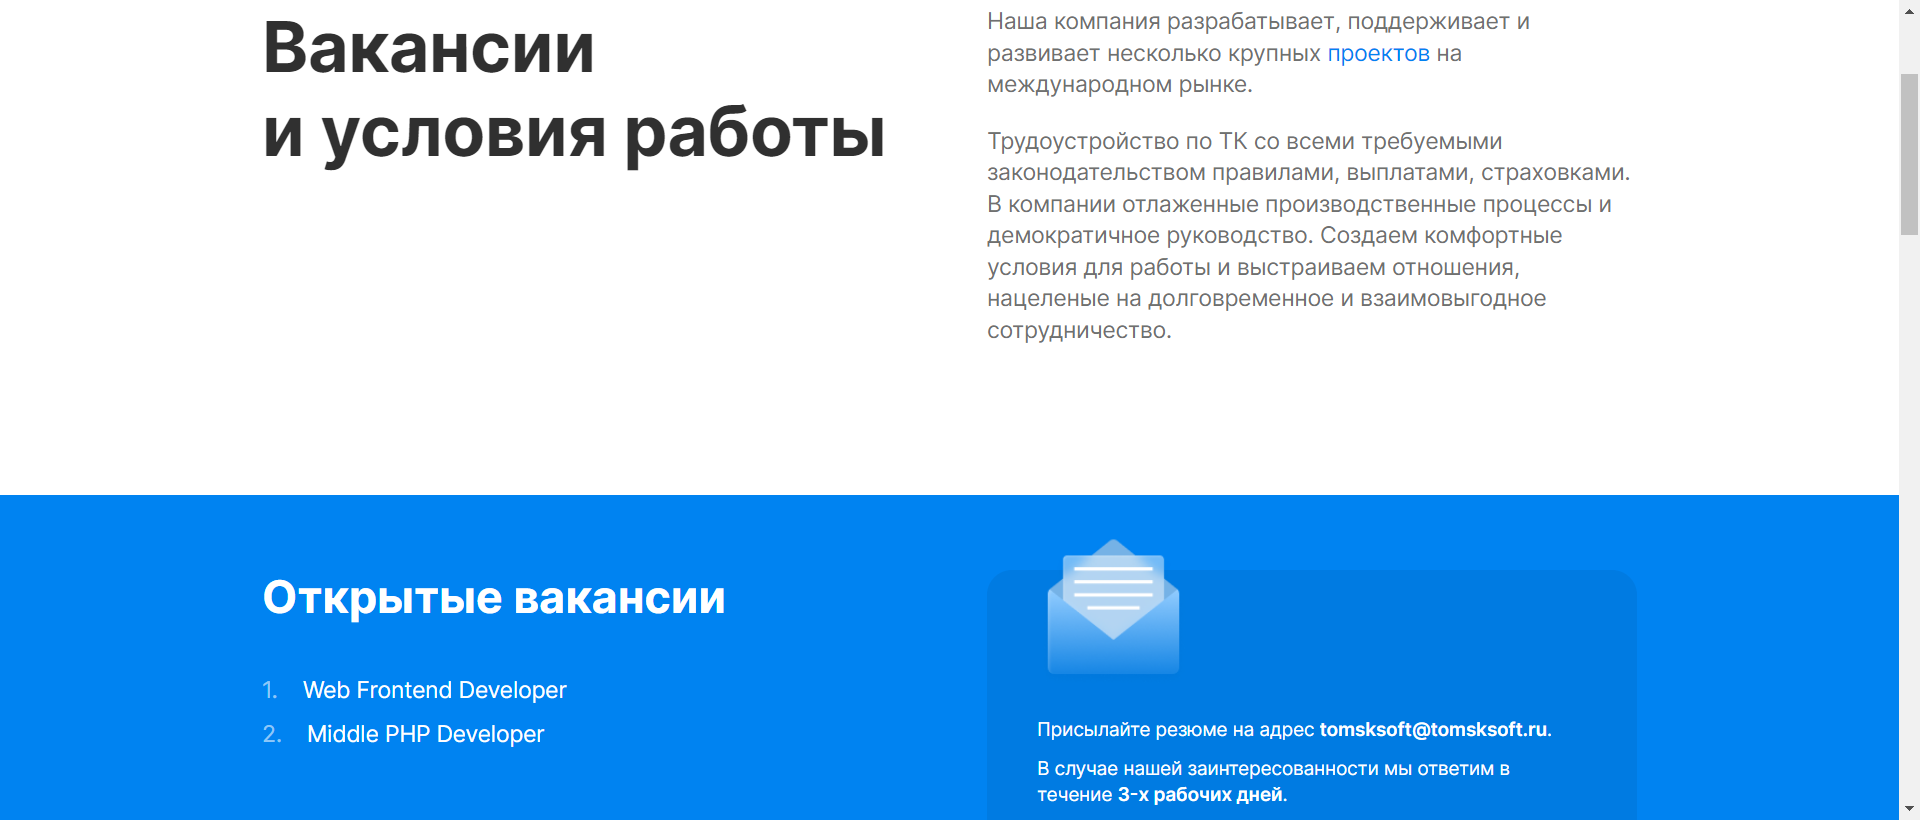 Вакансии
и условия работы
Наша компания разрабатывает, поддерживает и
развивает несколько крупных проектов на
международном рынке.
Трудоустройство по ТК со всеми требуемыми
законодательством правилами, выплатами, страховками.
В компании отлаженные производственные процессы и
демократичное руководство. Создаем комфортные
условия для работы и выстраиваем отношения,
нацеленые на долговременное и взаимовыгодное
сотрудничество.
Открытые вакансии
1. Web Frontend Developer
2. Middle PHP Developer
Присылайте резюме на адрес tomsksoft@tomsksoft.ru.
В случае нашей заинтересованности мы ответим в
течение 3-х рабочих дней.